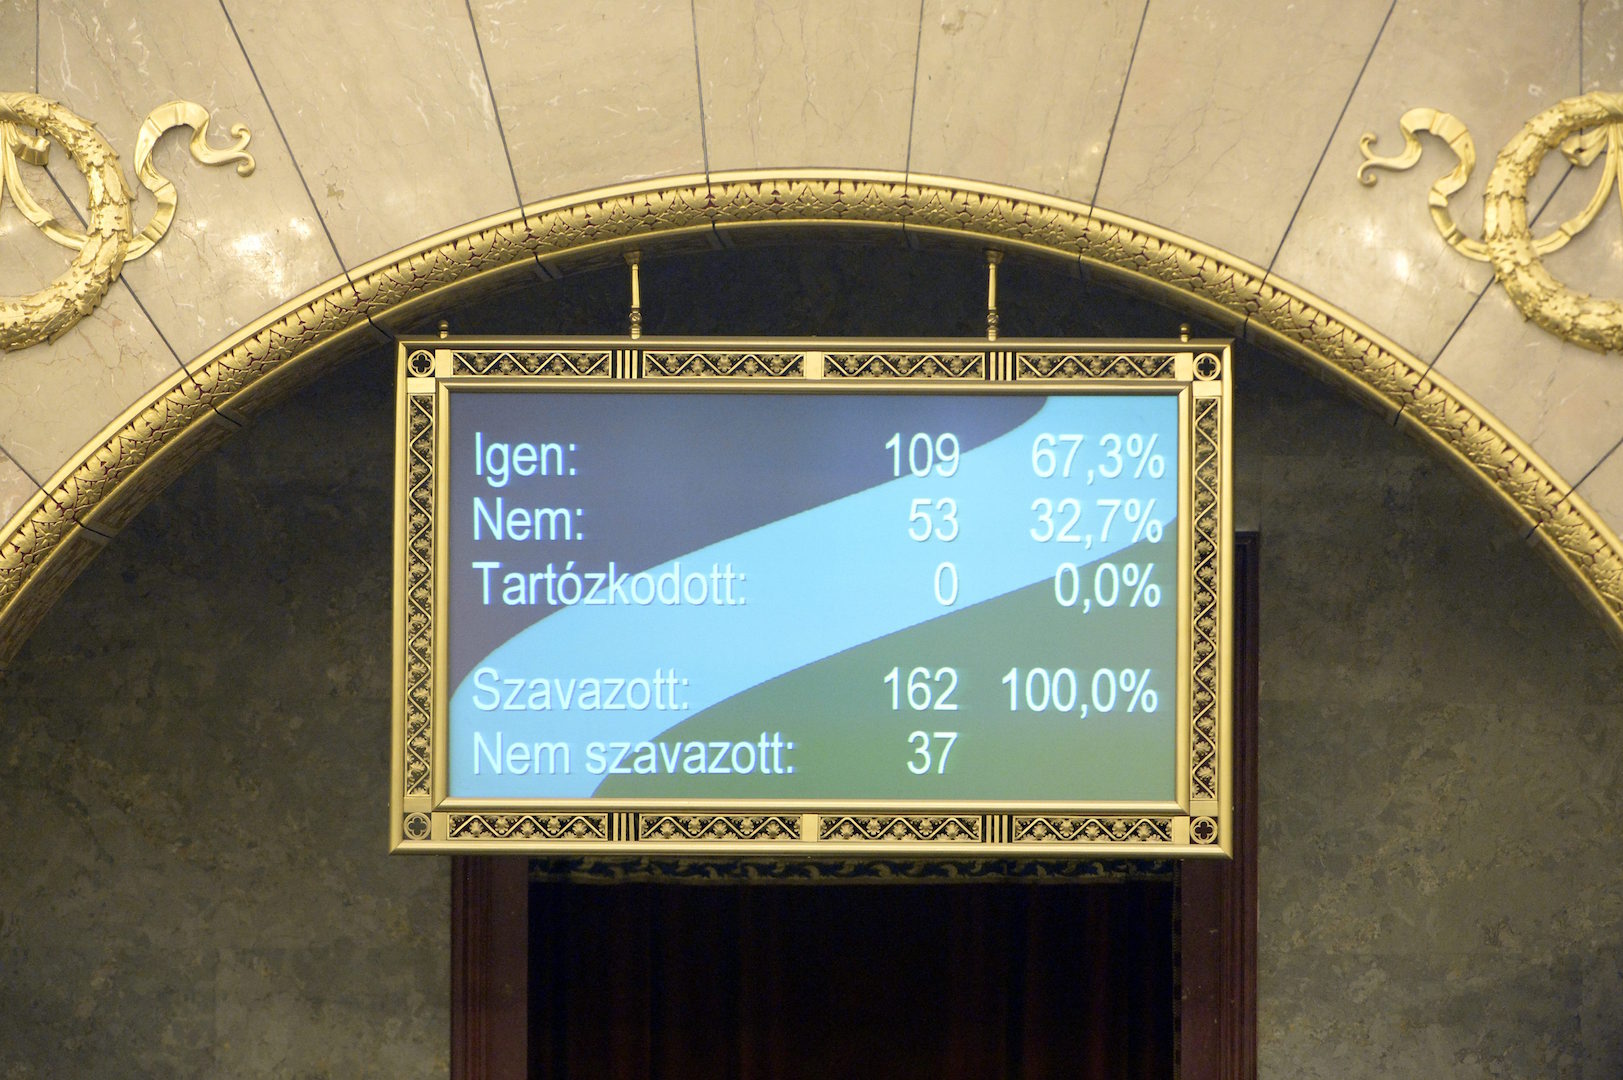 Igen: 109 67,3%
Nem: 53 32,7%
Tartózkodott: 0 0,0%
Szavazott: 162 100,0%
Nem szavazott: 37